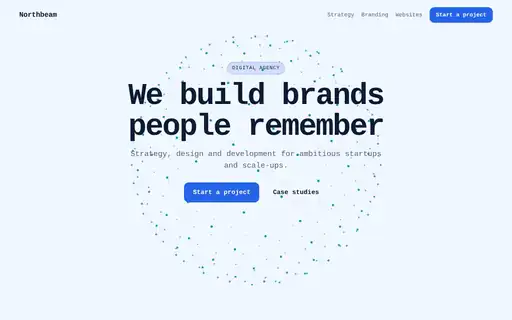 Northbeam
Strategy Branding Websites Start a project
DIGITAL AGENCY
We build brands
people remember
Strategy, design and development for ambitious startups
and scale-ups.
Start a project Case studies